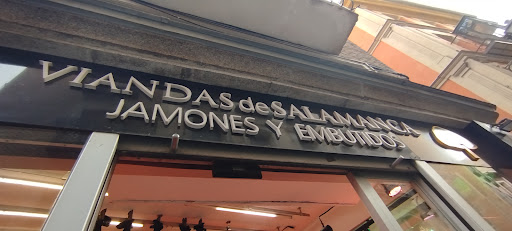 VIANDAS de SALAMANCA
JAMONES Y EMBUTIDOS